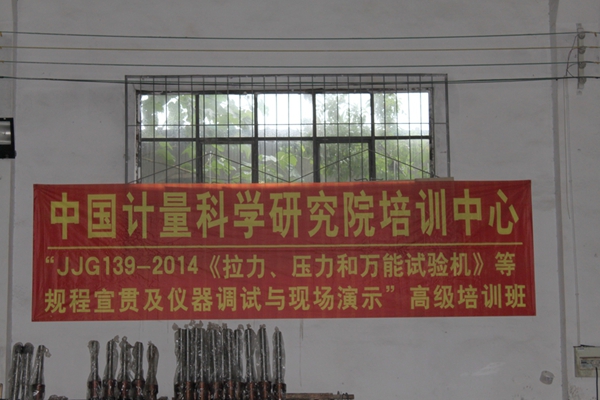 中国计量科学研究院培训中心
“JJG139-2014《拉力、压力和万能试验机》等
规程宣贯及仪器调试与现场演示”高级培训班